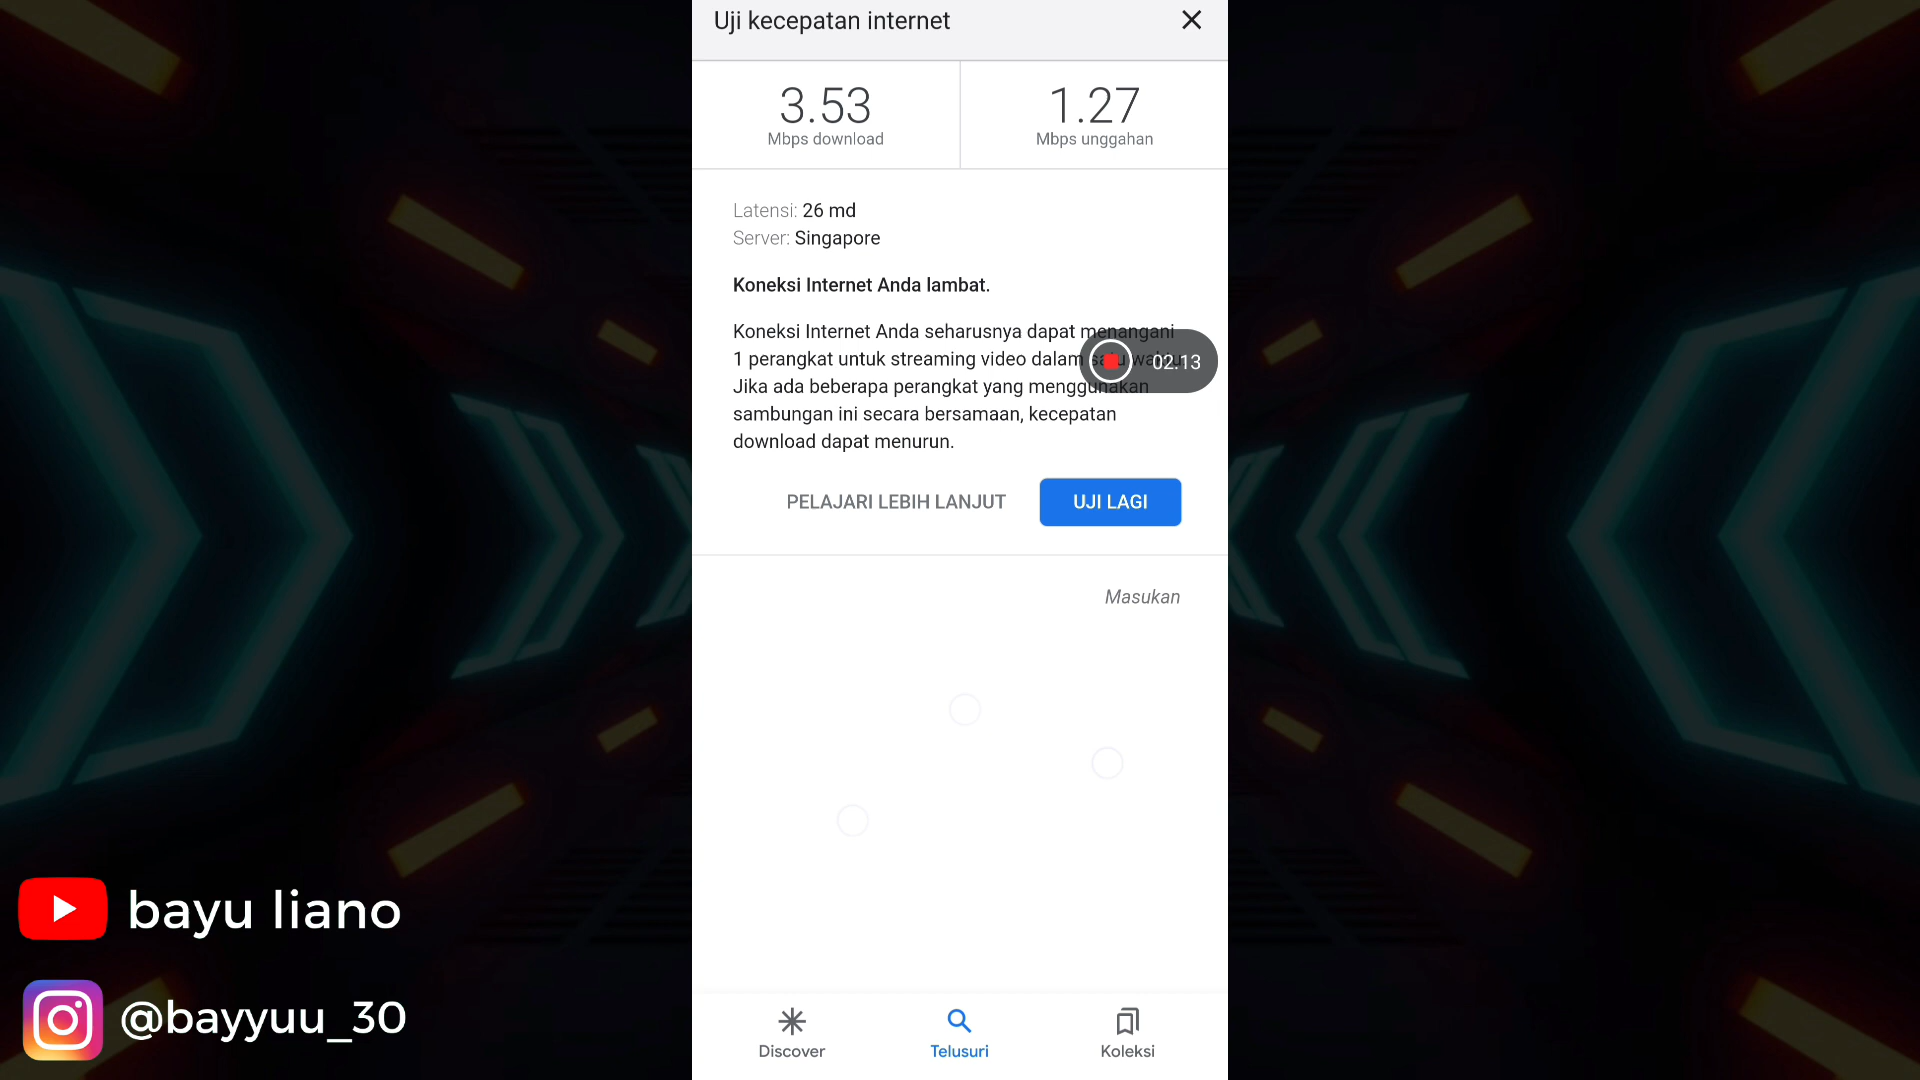 Uji kecepatan internet
3.53
Mbps download
1.27
Mbps unggahan
Latensi: 26 md
Server: Singapore
Koneksi Internet Anda lambat.
Koneksi Internet Anda seharusnya dapat menangani
1 perangkat untuk streaming video dalam satu waktu.
02.13
Jika ada beberapa perangkat yang menggunakan
sambungan ini secara bersamaan, kecepatan
download dapat menurun.
PELAJARI LEBIH LANJUT
UJI LAGI
Masukan
bayu liano
@bayyuu_30
Discover
Telusuri
Koleksi